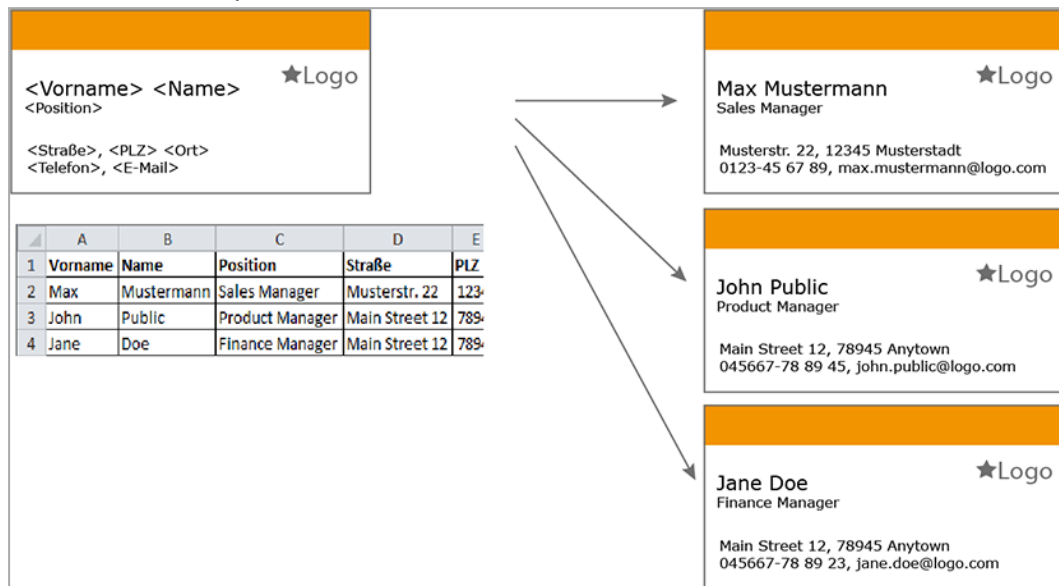 <Vorname> <Name>
★Logo
<Position>
<Straße>, <PLZ> <Ort>
<Telefon>, <E-Mail>
A B C D E
1 Vorname Name Position Straße PLZ
2 Max Mustermann Sales Manager Musterstr. 22
3 John Public Product Manager Main Street 12
4 Jane Doe Finance Manager Main Street 12
★Logo
Max Mustermann
Sales Manager
Musterstr. 22, 12345 Musterstadt
0123-45 67 89, max.mustermann@logo.com
★Logo
John Public
Product Manager
Main Street 12, 78945 Anytown
045667-78 89 45, john.public@logo.com
★Logo
Jane Doe
Finance Manager
Main Street 12, 78945 Anytown
045667-78 89 23, jane.doe@logo.com